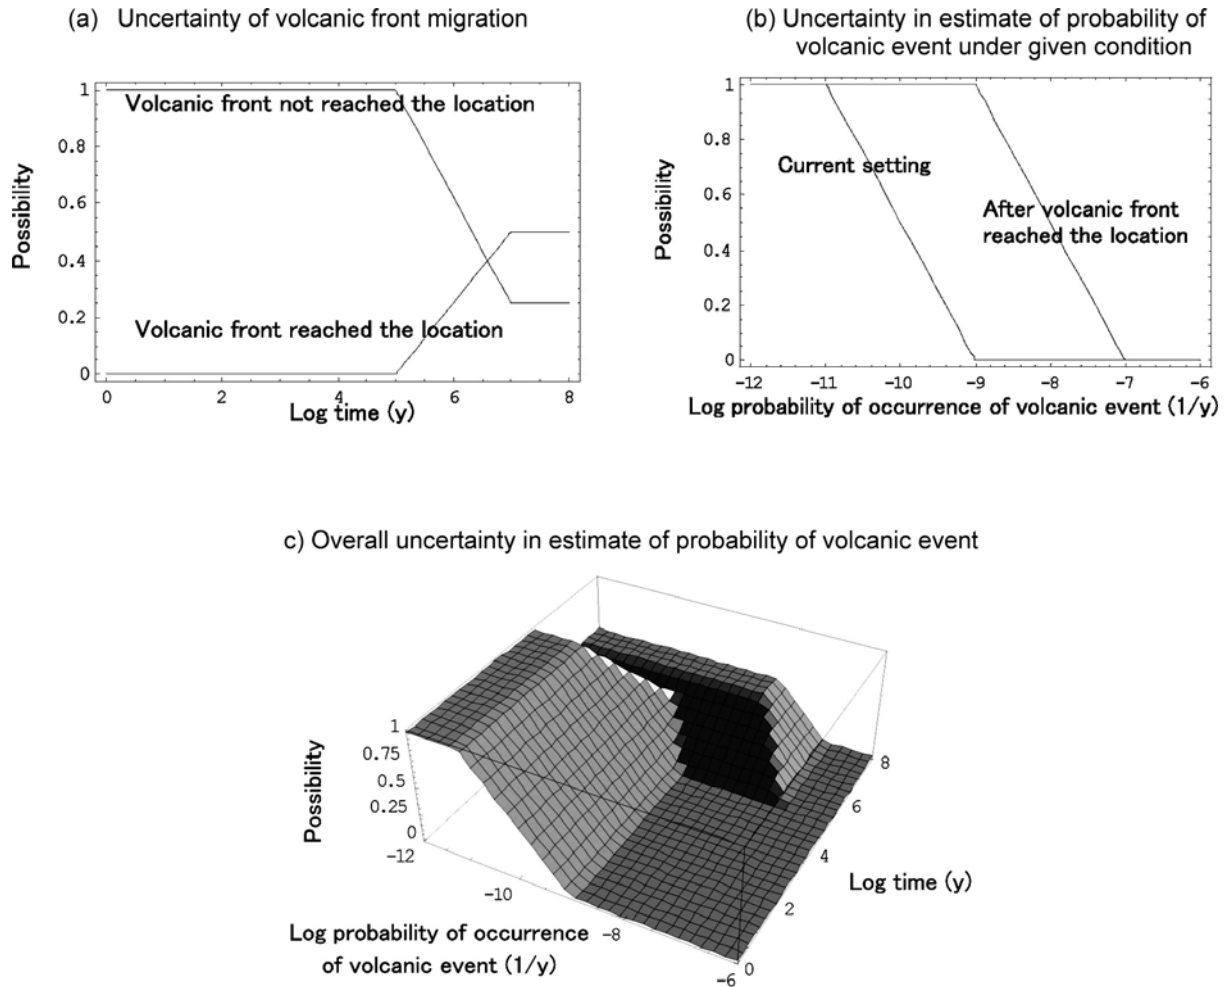 (a) Uncertainty of volcanic front migration
1
0.8
0.6
0.4
0.2
0
Possibility
Volcanic front not reached the location
Volcanic front reached the location
0 2 4 6 8
Log time (y)
(b) Uncertainty in estimate of probability of
volcanic event under given condition
1
0.8
0.6
0.4
0.2
0
Possibility
Current setting
After volcanic front
reached the location
-12 -11 -10 -9 -8 -7 -6
Log probability of occurrence of volcanic event (1/y)
c) Overall uncertainty in estimate of probability of volcanic event
Possibility
1
0.75
0.5
0.25
0
-12
-10
-8
-6
Log probability of occurrence
of volcanic event (1/y)
0
2
4
6
8
Log time (y)